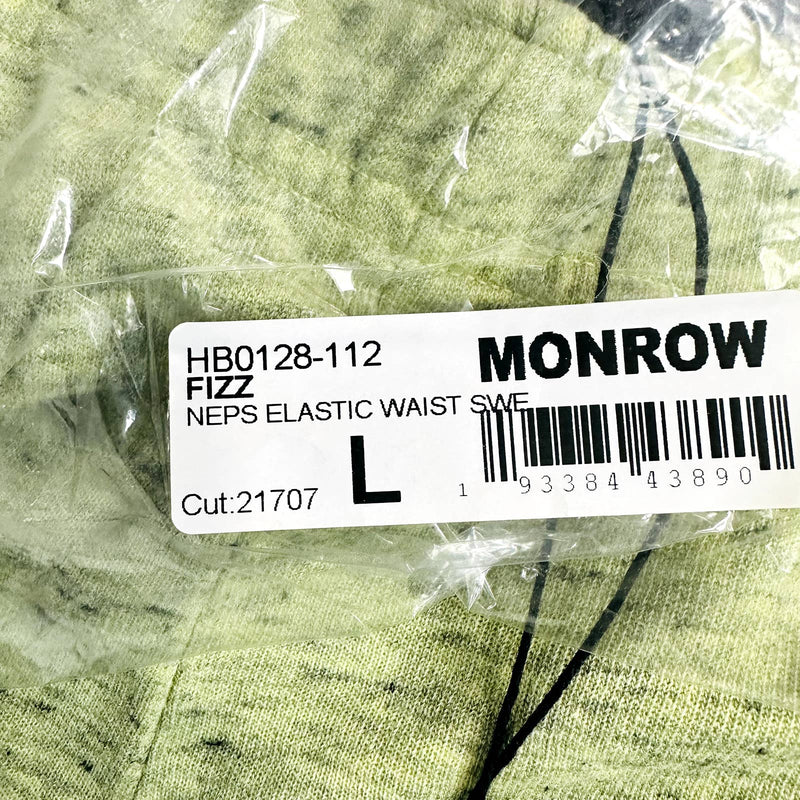 HB0128-112
FIZZ
NEPS ELASTIC WAIST SWE
MONROW
L
Cut:21707
1 93384 43890